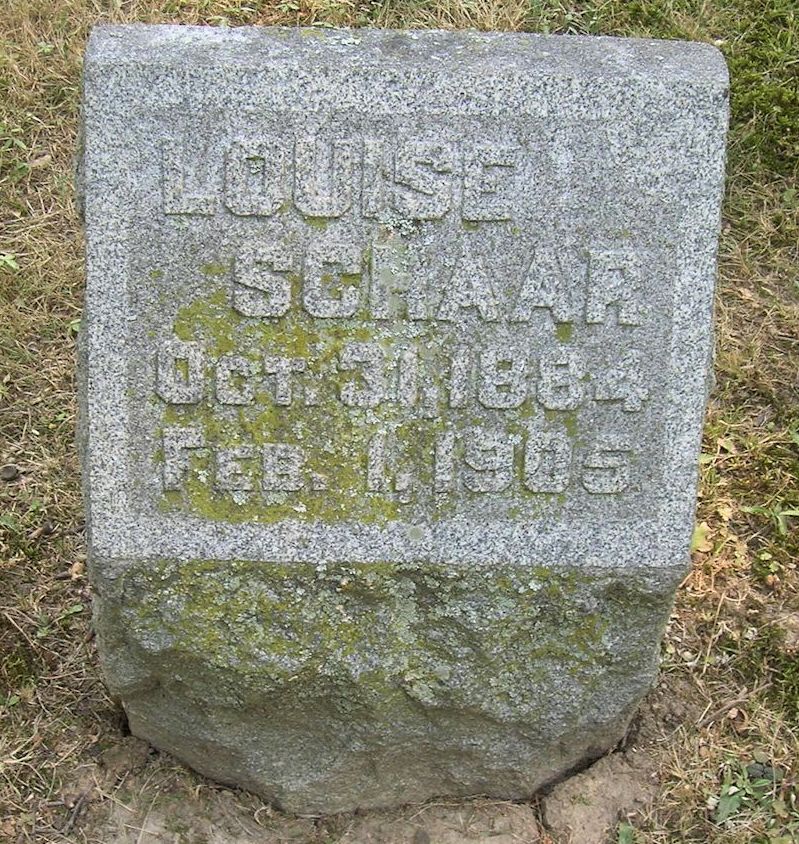 LOUISE
SCHAAR
OCT. 31, 1884
FEB. 1, 1905